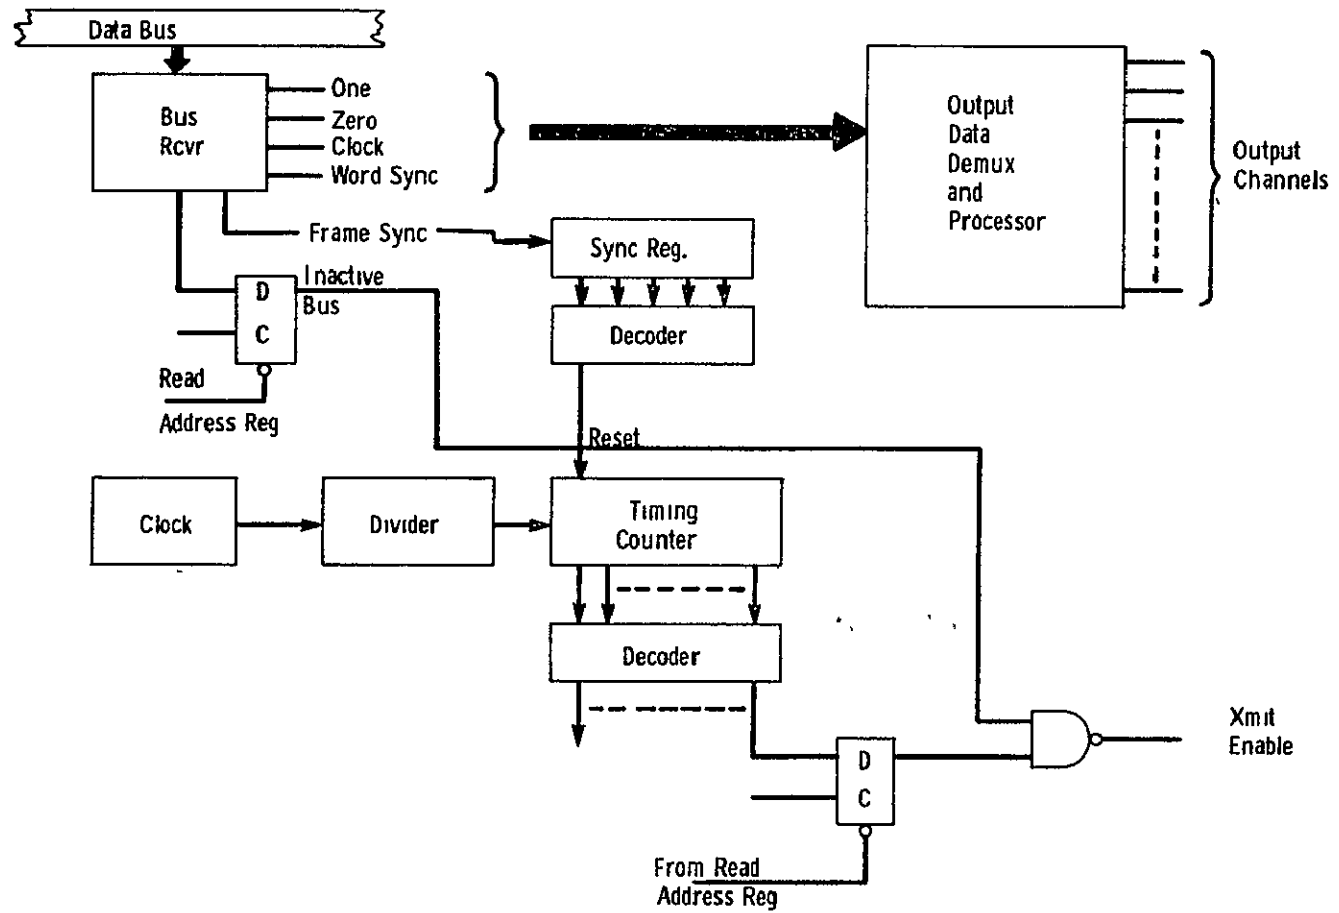 Data Bus
Bus
Rcvr
One
Zero
Clock
Word Sync
Output
Data
Demux
and
Processor
Output
Channels
Frame Sync
Sync Reg.
Inactive
Bus
D
C
Decoder
Read
Address Reg
Reset
Clock
Divider
Timing
Counter
Decoder
D
C
Xmit
Enable
From Read
Address Reg